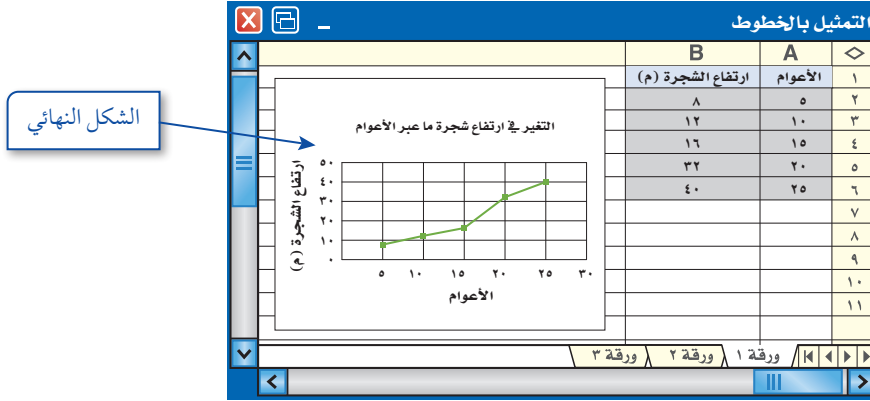 التمثيل بالخطوط
A B
١ الأعوام ارتفاع الشجرة (م)
٢ ٥ ٨
٣ ١٠ ١٢
٤ ١٥ ١٦
٥ ٢٠ ٣٢
٦ ٢٥ ٤٠
٧
٨
٩
١٠
١١
التغير في ارتفاع شجرة ما عبر الأعوام
ارتفاع الشجرة (م)
٥٠
٤٠
٣٠
٢٠
١٠
٠
٥ ١٠ ١٥ ٢٠ ٢٥ ٣٠
الأعوام
ورقة ١ ورقة ٢ ورقة ٣
الشكل النهائي